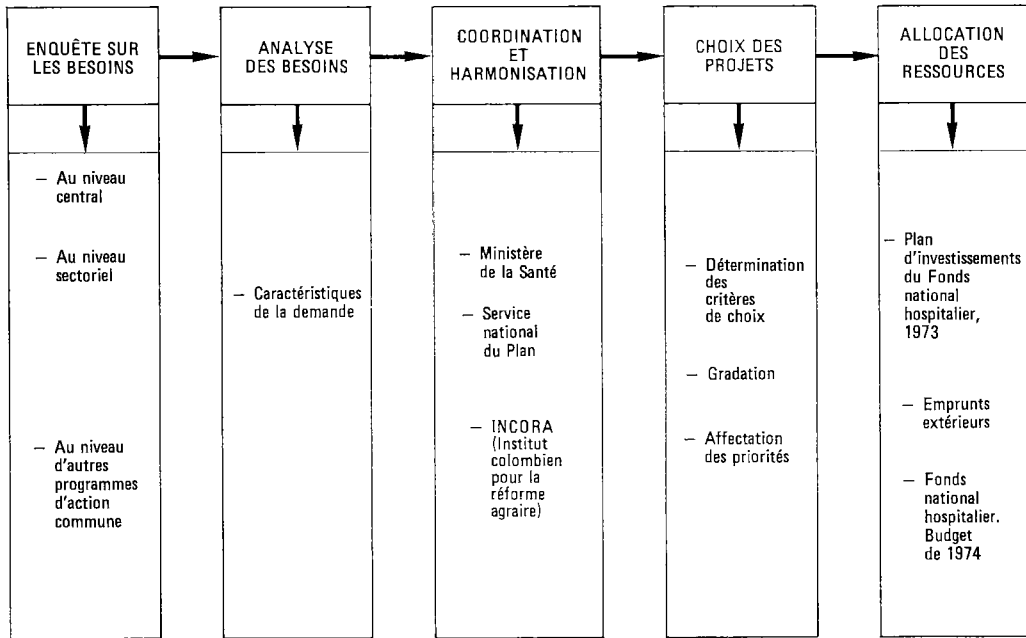 ENQUÊTE SUR
LES BESOINS
ANALYSE
DES BESOINS
COORDINATION
ET
HARMONISATION
CHOIX DES
PROJETS
ALLOCATION
DES
RESSOURCES
– Au niveau
central
– Au niveau
sectoriel
– Au niveau
d'autres
programmes
d'action
commune
– Caractéristiques
de la demande
– Ministère
de la Santé
– Service
national
du Plan
– INCORA
(Institut
colombien
pour la
réforme
agraire)
– Détermination
des
critères
de choix
– Gradation
– Affectation
des priorités
– Plan
d'investissements
du Fonds
national
hospitalier,
1973
– Emprunts
extérieurs
– Fonds
national
hospitalier.
Budget
de 1974